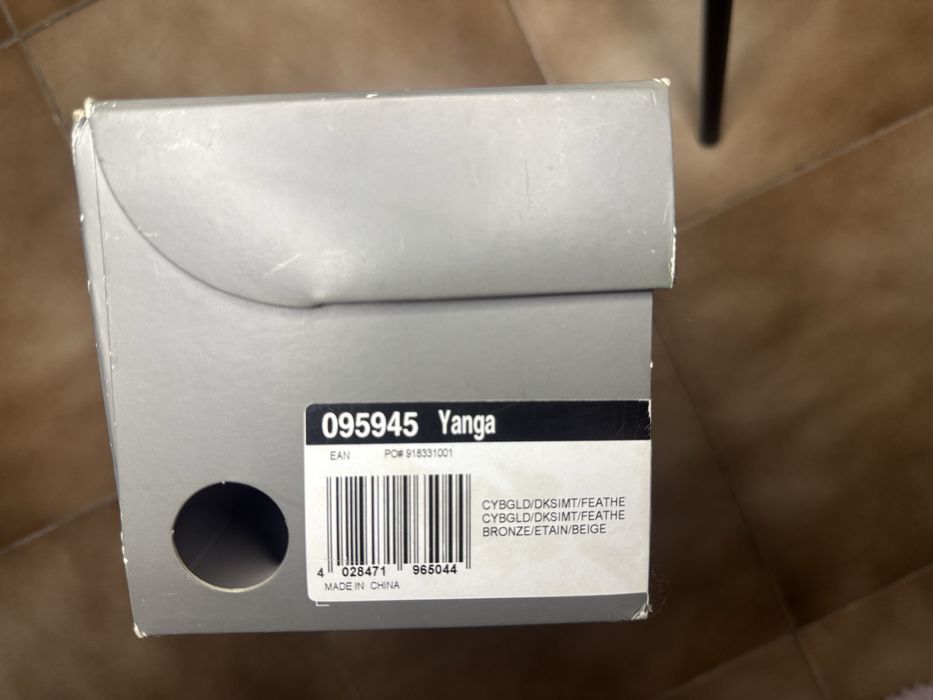 095945 Yanga
EAN PO# 918331001
CYBGLD/DKSIMT/FEATHE
CYBGLD/DKSIMT/FEATHE
BRONZE/ETAIN/BEIGE
4 028471 965044
MADE IN CHINA